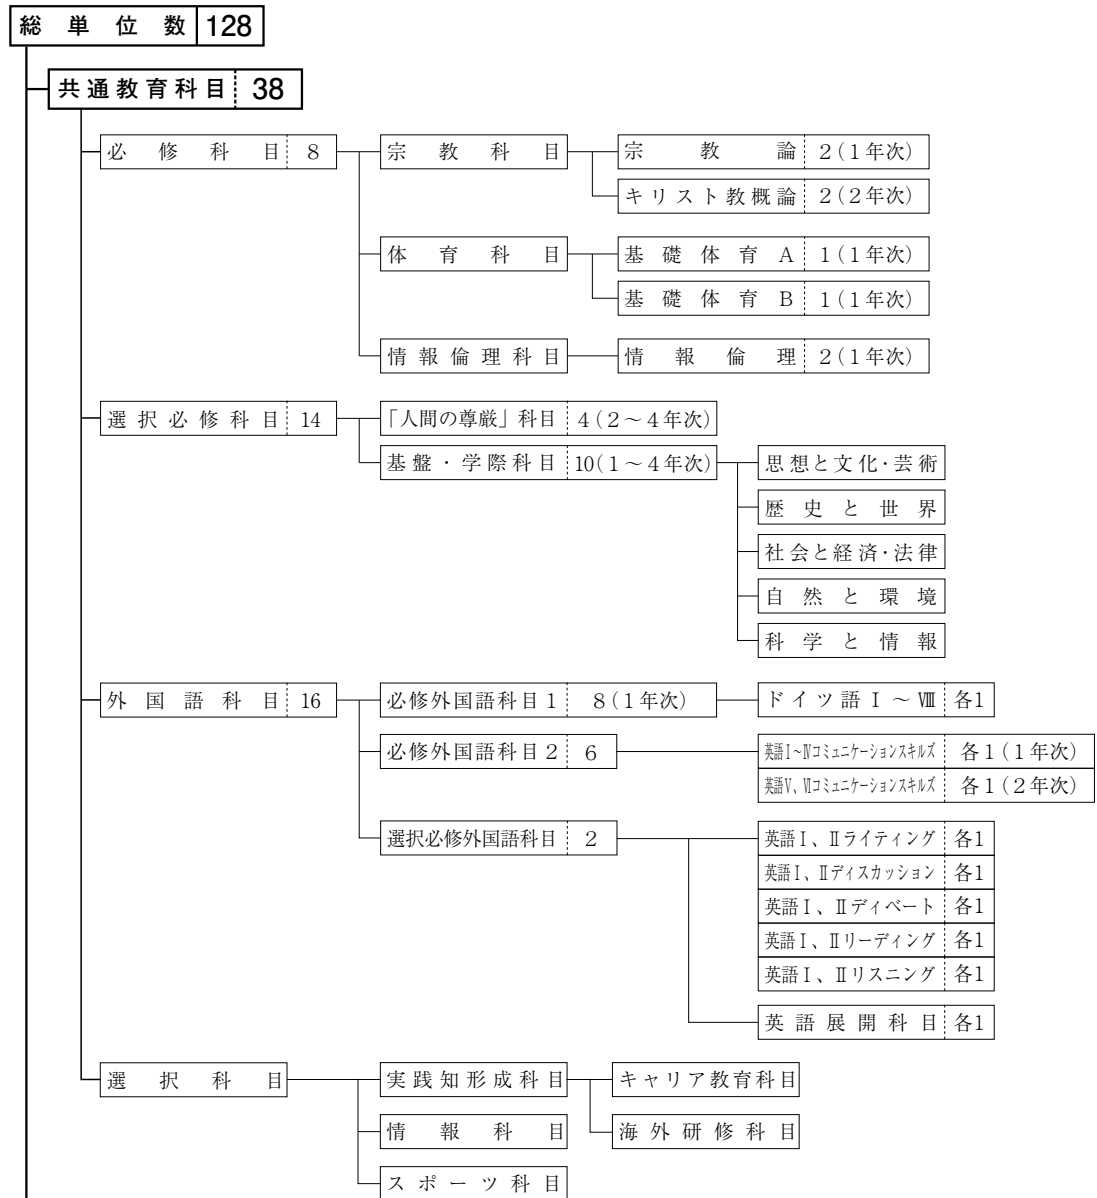 総単位数 128
共通教育科目 38
必修科目 8 宗教科目 宗教論 2(1年次)
キリスト教概論 2(2年次)
体育科目 基礎体育A 1(1年次)
基礎体育B 1(1年次)
情報倫理科目 情報倫理 2(1年次)
選択必修科目 14 「人間の尊厳」科目 4(2～4年次)
基盤・学際科目 10(1～4年次) 思想と文化・芸術
歴史と世界
社会と経済・法律
自然と環境
科学と情報
外国語科目 16 必修外国語科目1 8(1年次) ドイツ語Ⅰ～Ⅷ 各1
必修外国語科目2 6 英語Ⅰ~Ⅳコミュニケーションスキルズ 各1(1年次)
英語Ⅴ、Ⅵコミュニケーションスキルズ 各1(2年次)
選択必修外国語科目 2 英語Ⅰ、Ⅱライティング 各1
英語Ⅰ、Ⅱディスカッション 各1
英語Ⅰ、Ⅱディベート 各1
英語Ⅰ、Ⅱリーディング 各1
英語Ⅰ、Ⅱリスニング 各1
英語展開科目 各1
選択科目 実践知形成科目 キャリア教育科目
情報科目 海外研修科目
スポーツ科目